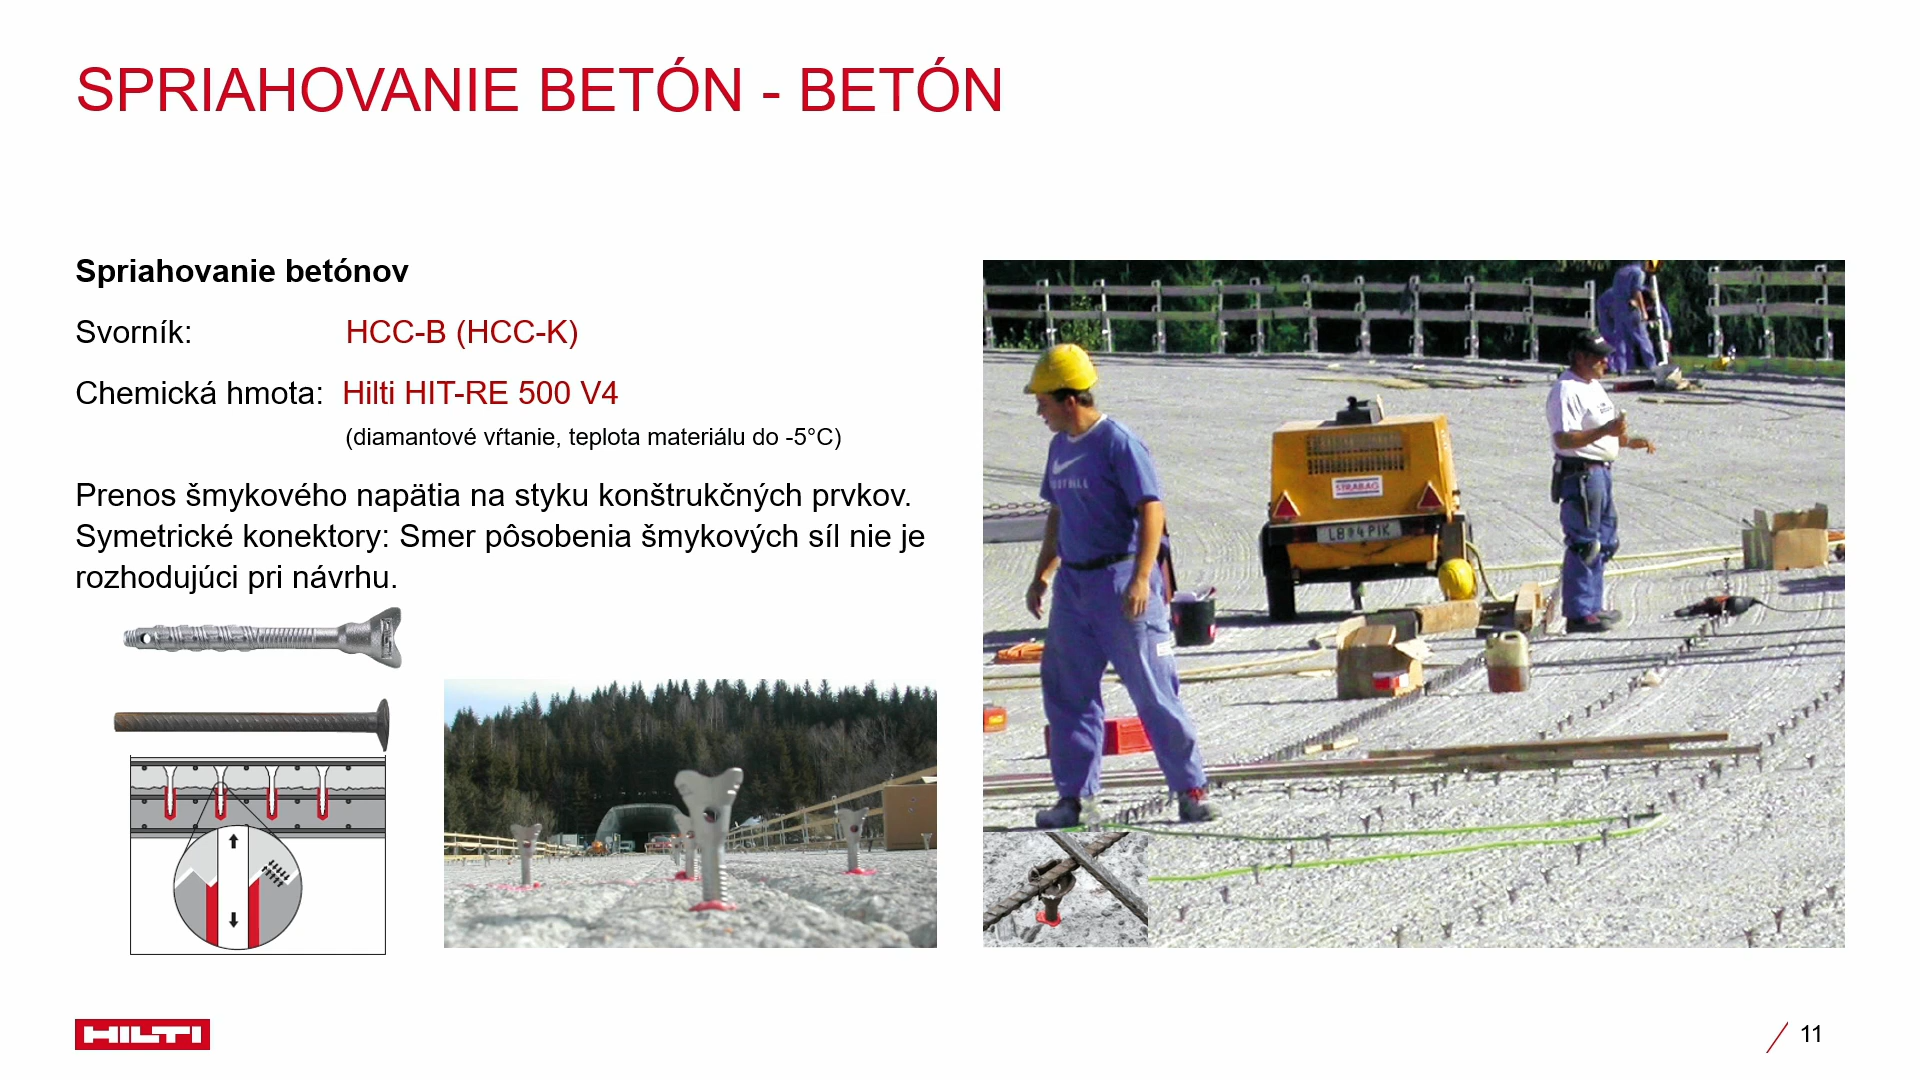 SPRIAHOVANIE BETÓN - BETÓN
Spriahovanie betónov
Svorník: HCC-B (HCC-K)
Chemická hmota: Hilti HIT-RE 500 V4
(diamantové vŕtanie, teplota materiálu do -5°C)
Prenos šmykového napätia na styku konštrukčných prvkov.
Symetrické konektory: Smer pôsobenia šmykových síl nie je
rozhodujúci pri návrhu.
STRABAG
HILTI
11